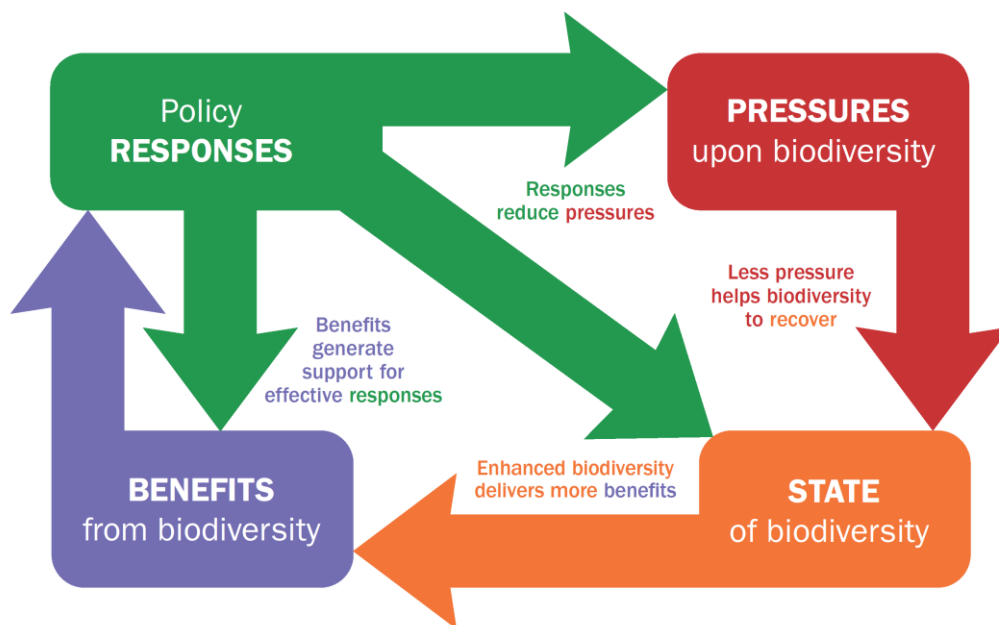 Policy
RESPONSES
PRESSURES
upon biodiversity
Responses
reduce pressures
Less pressure
helps biodiversity
to recover
Benefits
generate
support for
effective responses
Enhanced biodiversity
delivers more benefits
BENEFITS
from biodiversity
STATE
of biodiversity